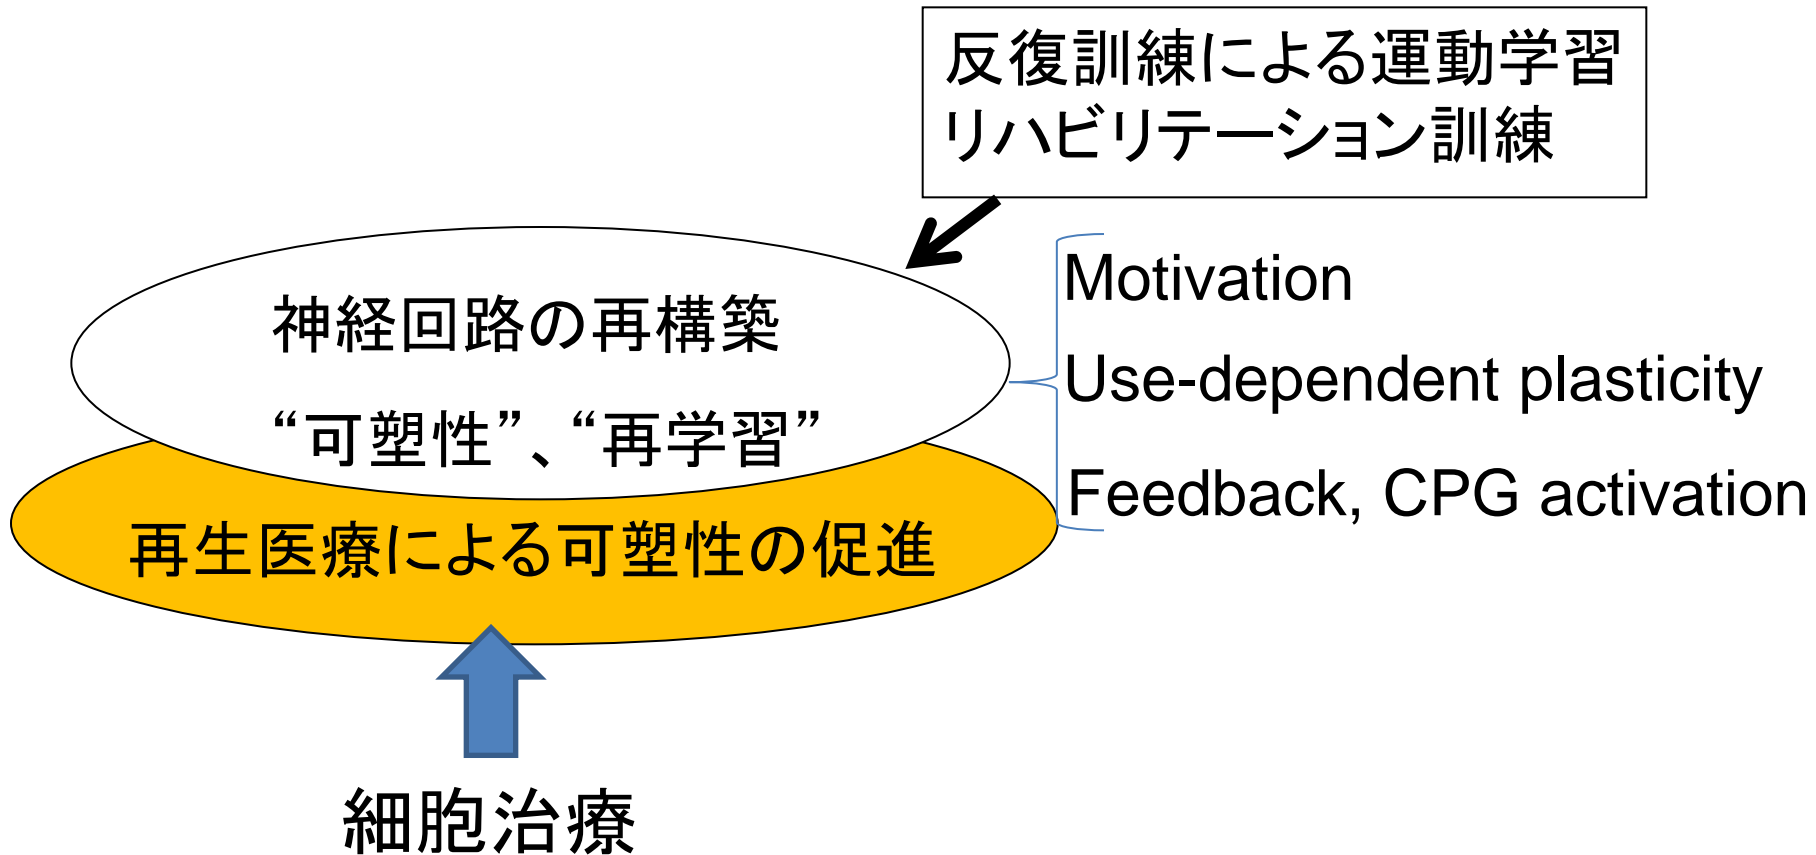 反復訓練による運動学習
リハビリテーション訓練
神経回路の再構築
“可塑性”、“再学習”
再生医療による可塑性の促進
Motivation
Use-dependent plasticity
Feedback, CPG activation
細胞治療